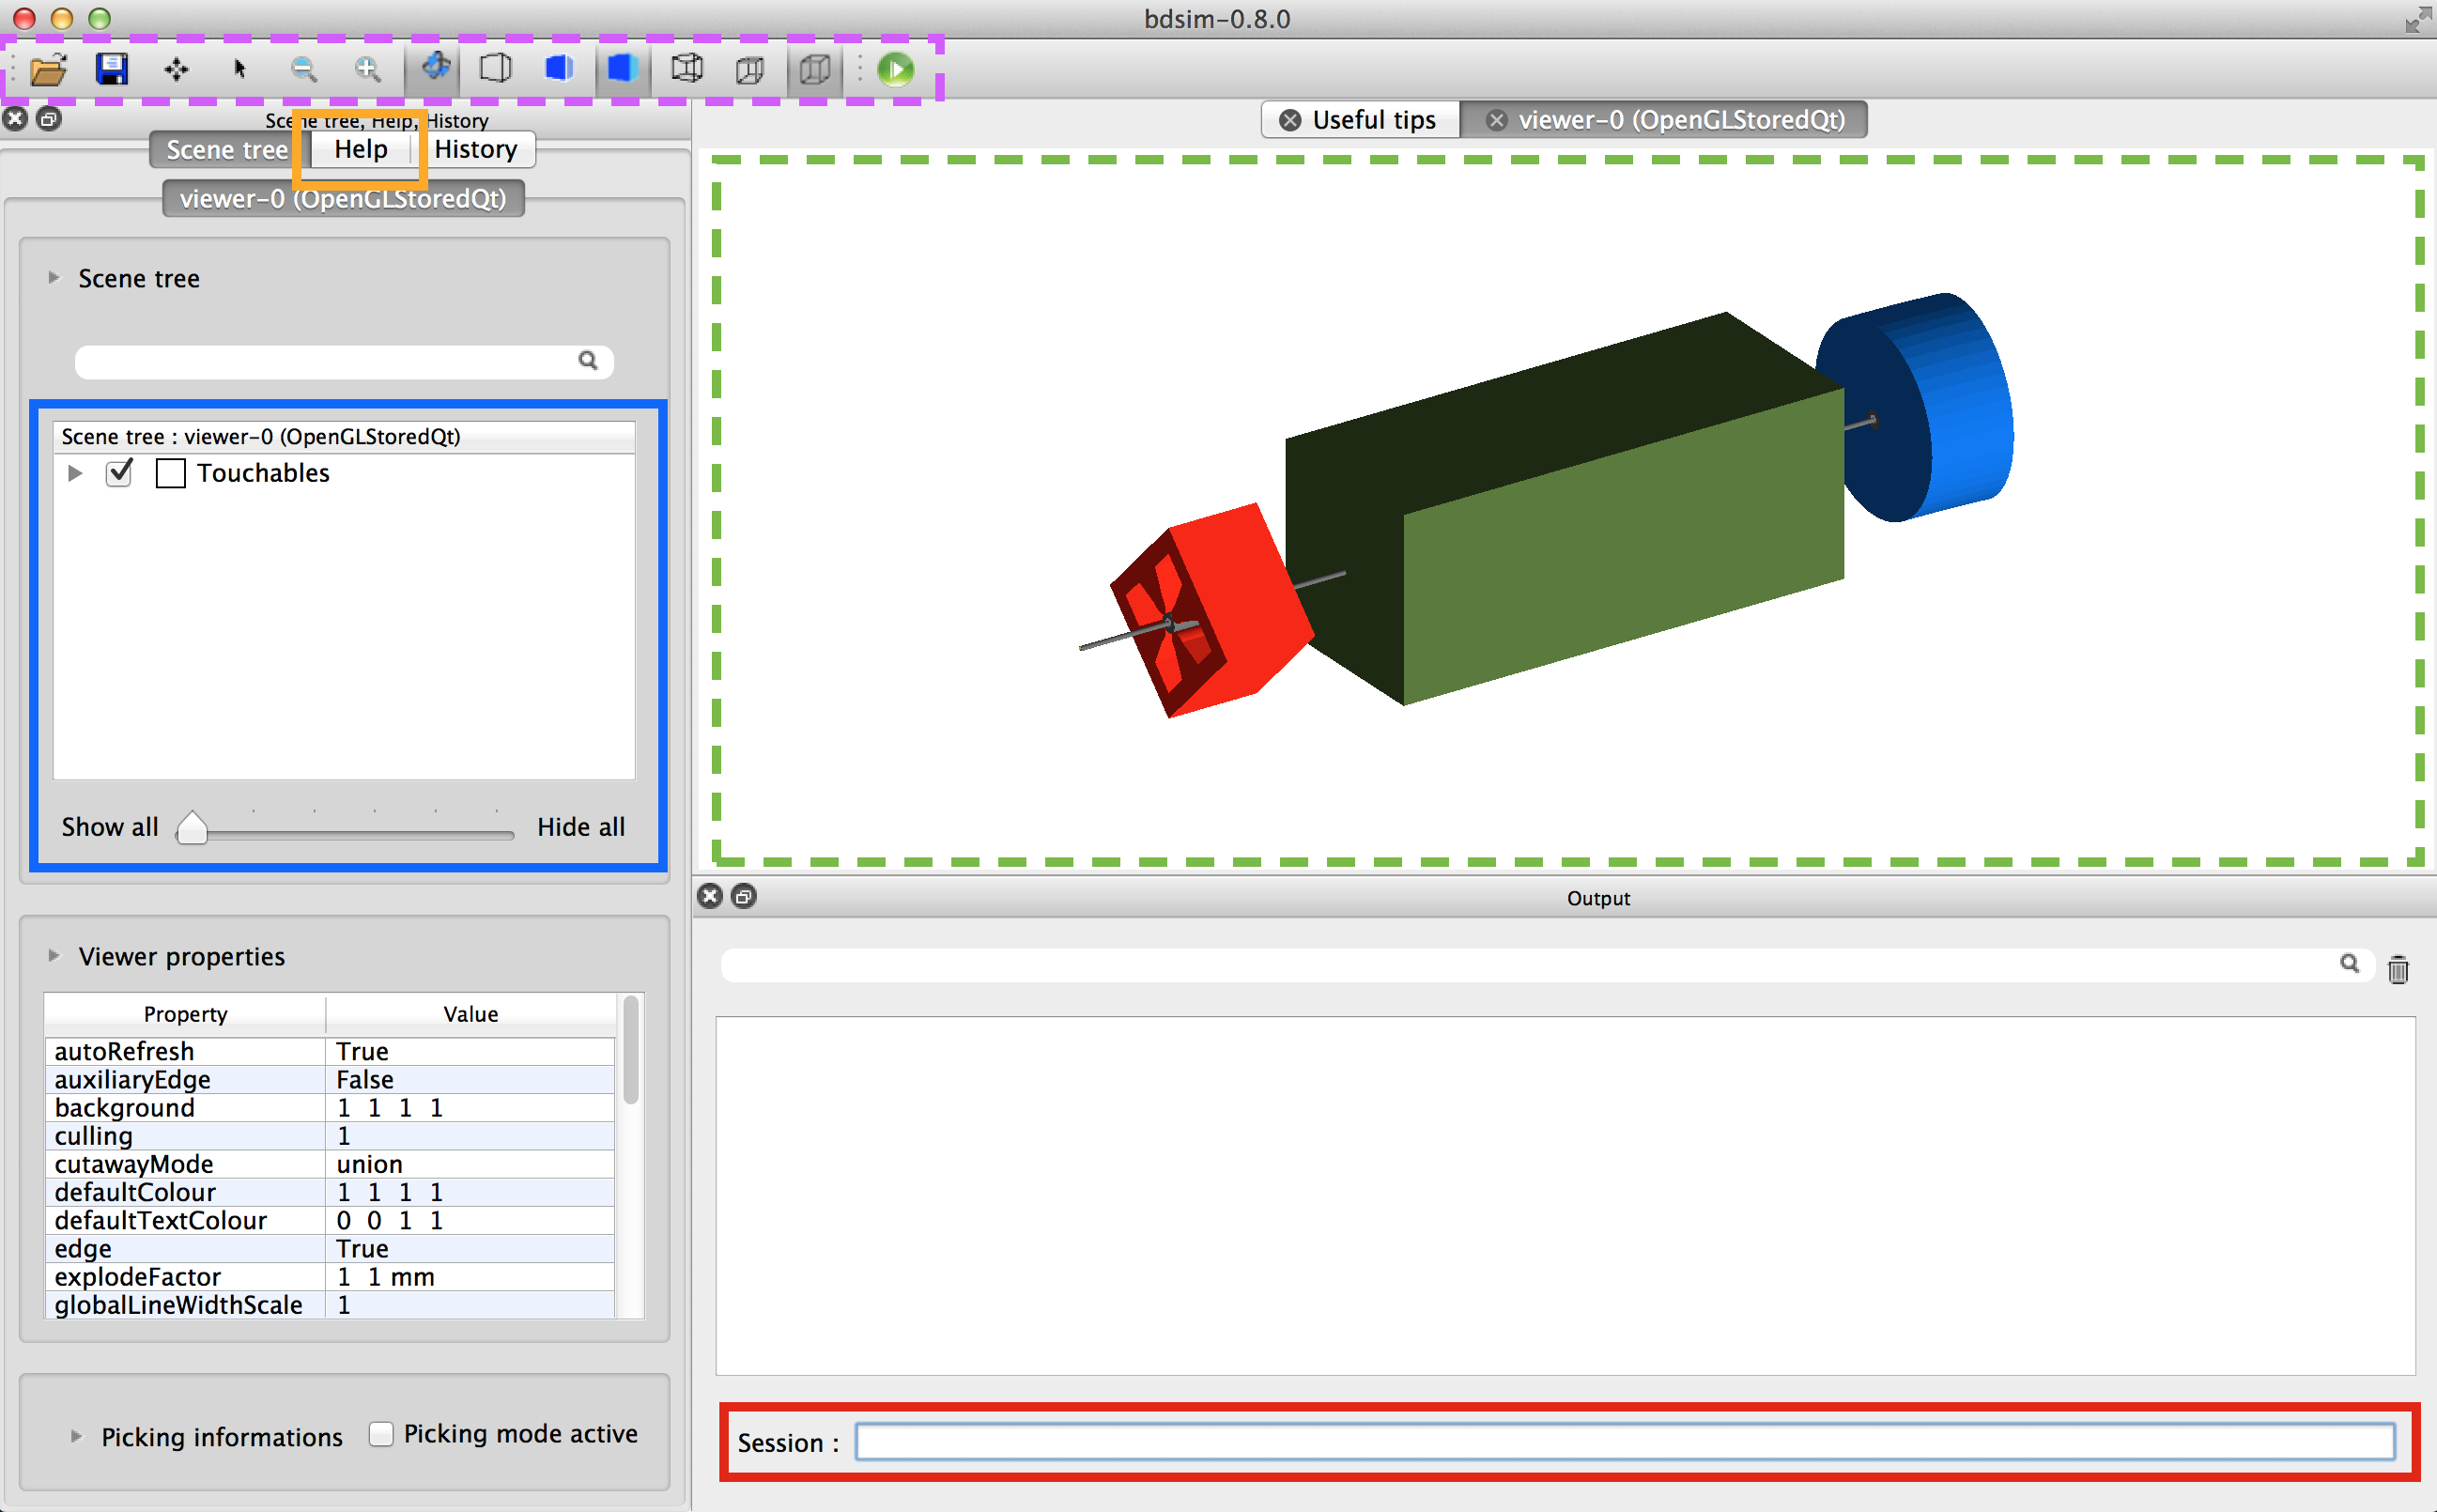 bdsim-0.8.0
Scene tree, Help, History
Scene tree
Help
History
Useful tips
viewer-0 (OpenGLStoredQt)
viewer-0 (OpenGLStoredQt)
Scene tree
Scene tree : viewer-0 (OpenGLStoredQt)
Touchables
Show all
Hide all
Output
Viewer properties
Property Value
autoRefresh True
auxiliaryEdge False
background 1 1 1 1
culling 1
cutawayMode union
defaultColour 1 1 1 1
defaultTextColour 0 0 1 1
edge True
explodeFactor 1 1 mm
globalLineWidthScale 1
Picking informations
Picking mode active
Session :